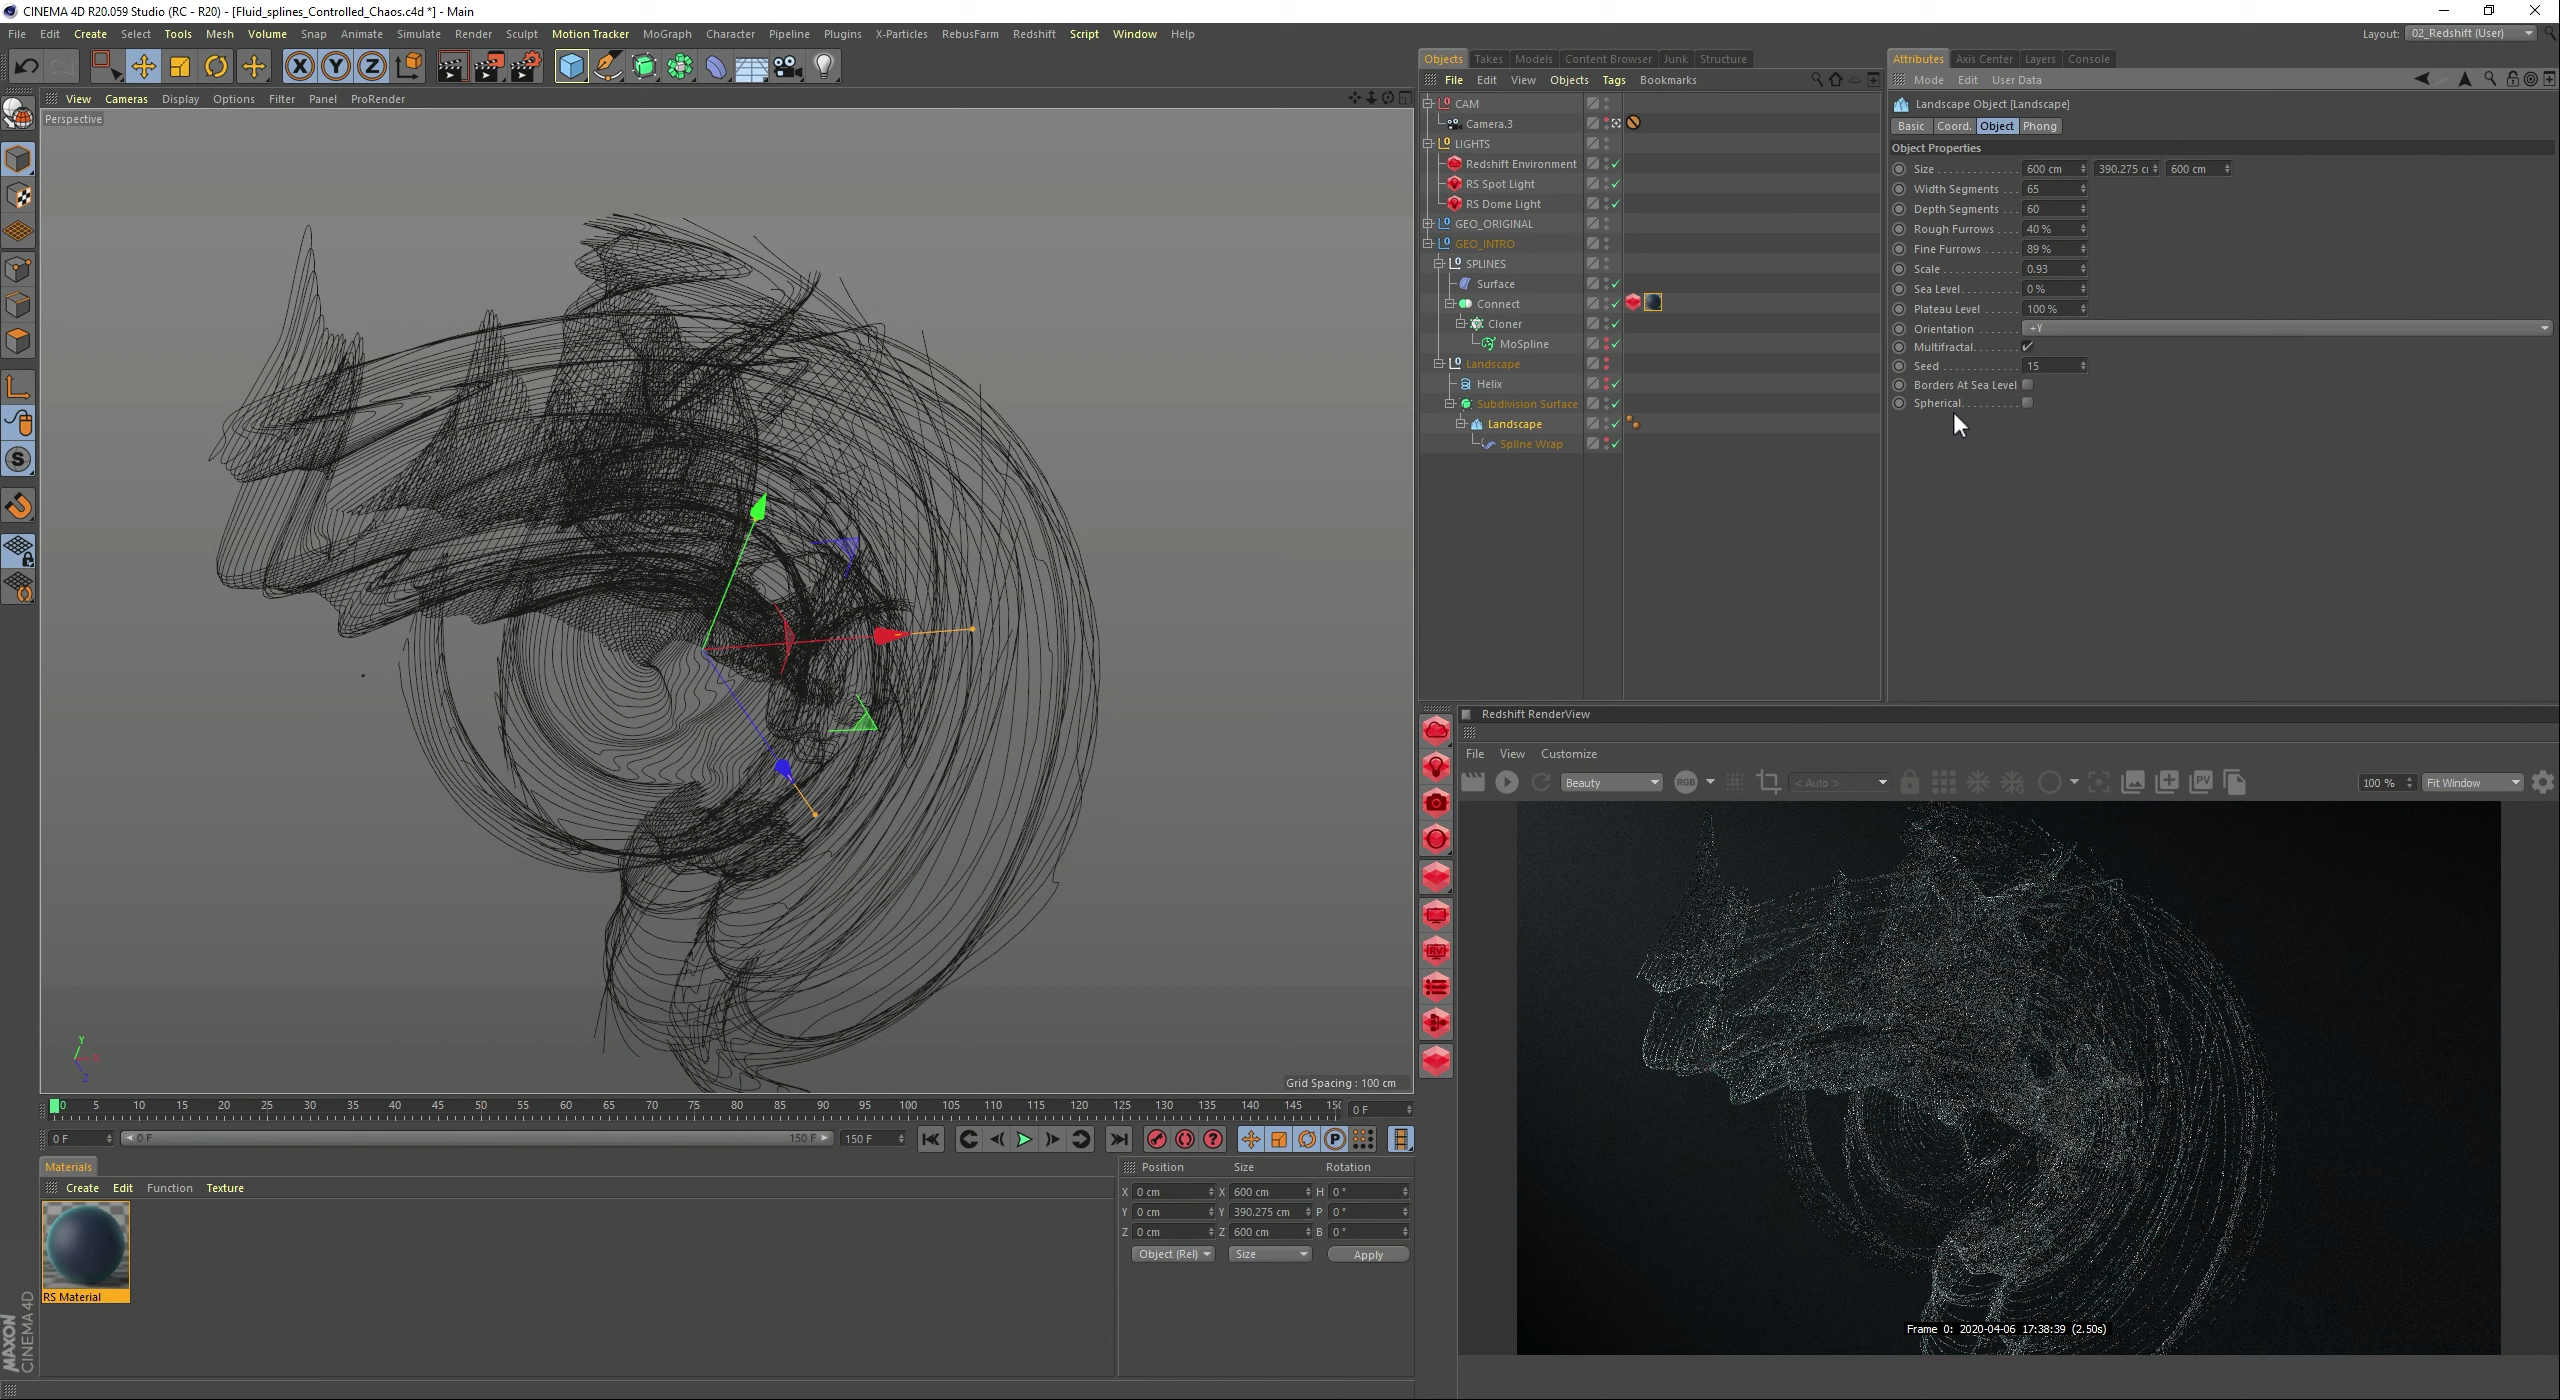 CINEMA 4D R20.059 Studio (RC - R20) - [Fluid_splines_Controlled_Chaos.c4d *] - Main
File Edit Create Select Tools Mesh Volume Snap Animate Simulate Render Sculpt Motion Tracker MoGraph Character Pipeline Plugins X-Particles RebusFarm Redshift Script Window Help
Layout: 02_Redshift (User)
Objects Takes Models Content Browser Junk Structure
Attributes Axis Center Layers Console
File Edit View Objects Tags Bookmarks
Mode Edit User Data
View Cameras Display Options Filter Panel ProRender
Perspective
CAM
Camera.3
LIGHTS
Redshift Environment
RS Spot Light
RS Dome Light
GEO_ORIGINAL
GEO_INTRO
SPLINES
Surface
Connect
Cloner
MoSpline
Landscape
Helix
Subdivision Surface
Landscape
Spline Wrap
Landscape Object [Landscape]
Basic Coord. Object Phong
Object Properties
Size 600 cm 390.275 c 600 cm
Width Segments 65
Depth Segments 60
Rough Furrows 40 %
Fine Furrows 89 %
Scale 0.93
Sea Level 0 %
Plateau Level 100 %
Orientation +Y
Multifractal
Seed 15
Borders At Sea Level
Spherical
Y
X
Z
Grid Spacing : 100 cm
0 5 10 15 20 25 30 35 40 45 50 55 60 65 70 75 80 85 90 95 100 105 110 115 120 125 130 135 140 145 150
0 F
0 F 0 F 150 F 150 F
Materials
Create Edit Function Texture
RS Material
MAXON CINEMA 4D
Position Size Rotation
X 0 cm X 600 cm H 0 °
Y 0 cm Y 390.275 cm P 0 °
Z 0 cm Z 600 cm B 0 °
Object (Rel) Size Apply
Redshift RenderView
File View Customize
Beauty RGB < Auto > PV 100 % Fit Window
RV
Frame 0: 2020-04-06 17:38:39 (2.50s)